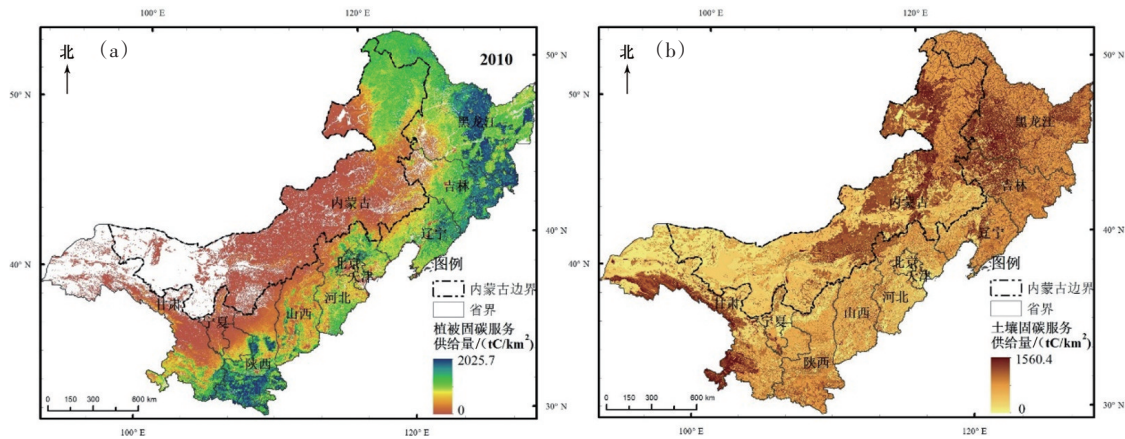 100° E
120° E
北
(a)
2010
50° N
50° N
黑龙江
吉林
内蒙古
辽宁
40° N
40° N
北京
天津
河北
甘肃
宁夏
山西
陕西
图例
内蒙古边界
省界
植被固碳服务
供给量/(tC/km²)
2025.7
0
0 150 300 600 km
30° N
100° E
120° E
100° E
120° E
北
(b)
50° N
50° N
黑龙江
吉林
内蒙古
辽宁
40° N
40° N
北京
天津
河北
甘肃
宁夏
山西
陕西
图例
内蒙古边界
省界
土壤固碳服务
供给量/(tC/km²)
1560.4
0
0 150 300 600 km
30° N
100° E
120° E